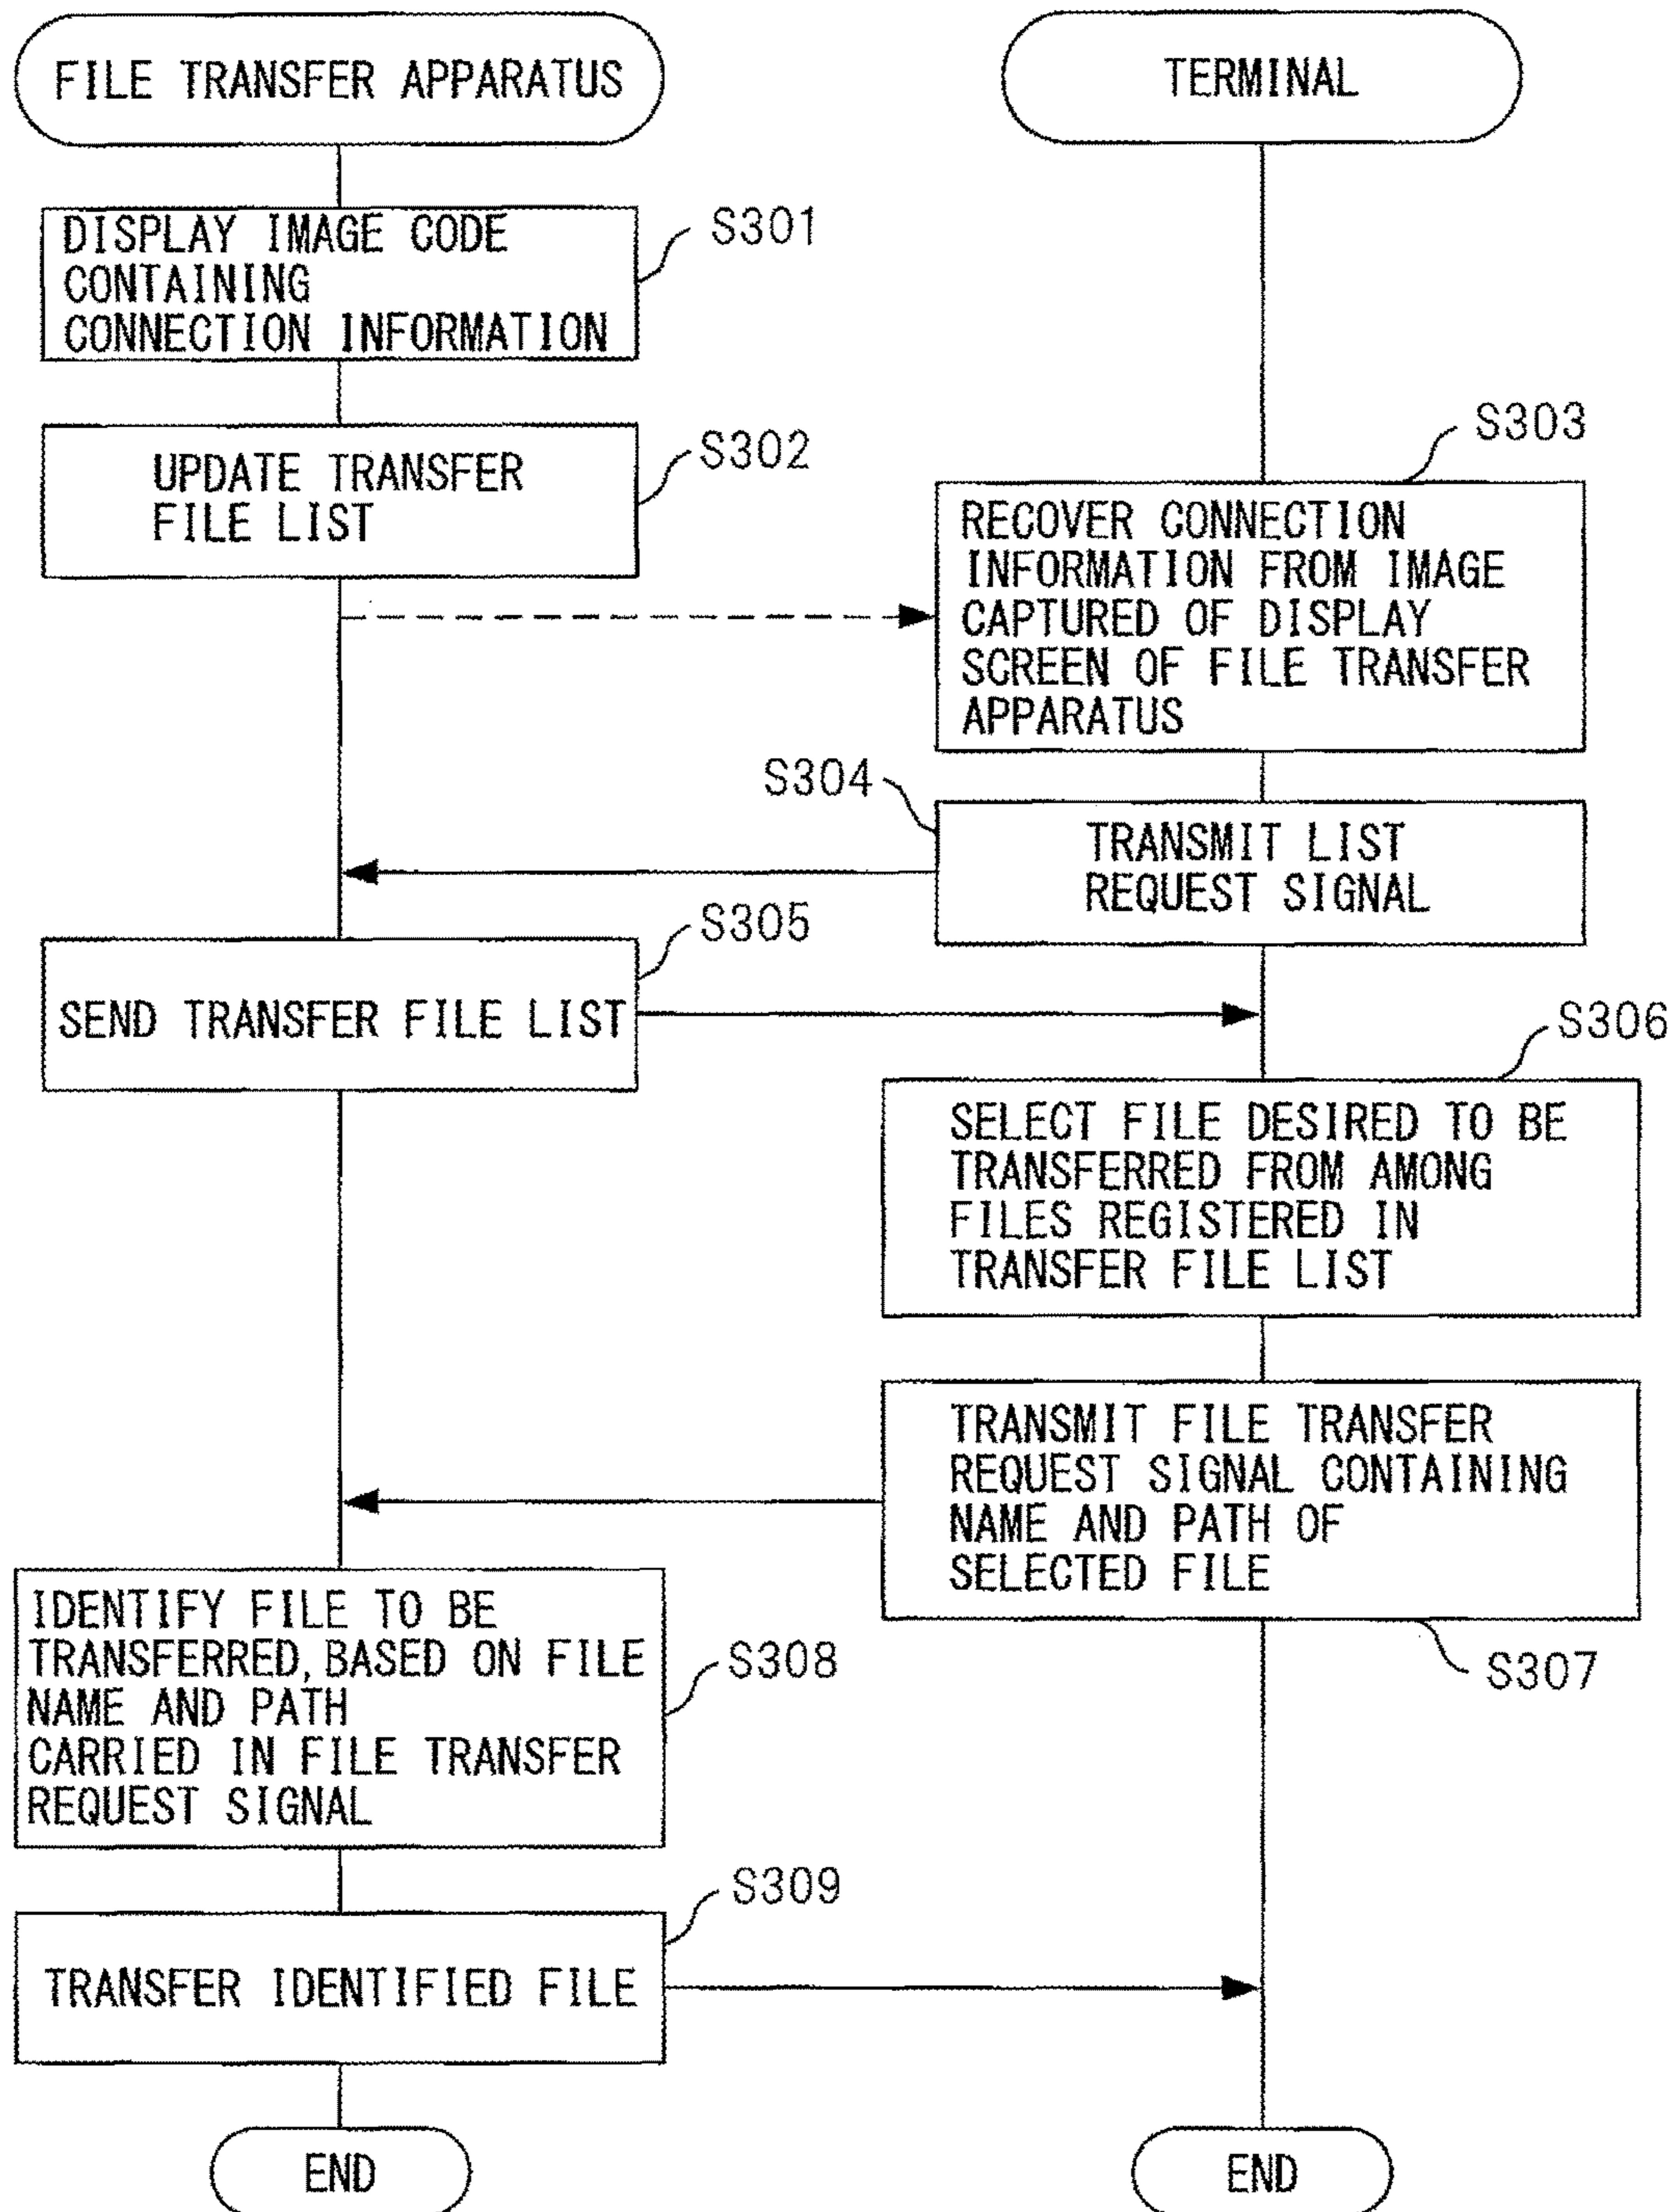 FILE TRANSFER APPARATUS
TERMINAL
DISPLAY IMAGE CODE
CONTAINING
CONNECTION INFORMATION
S301
UPDATE TRANSFER
FILE LIST
S302
S303
RECOVER CONNECTION
INFORMATION FROM IMAGE
CAPTURED OF DISPLAY
SCREEN OF FILE TRANSFER
APPARATUS
S304
TRANSMIT LIST
REQUEST SIGNAL
S305
SEND TRANSFER FILE LIST
S306
SELECT FILE DESIRED TO BE
TRANSFERRED FROM AMONG
FILES REGISTERED IN
TRANSFER FILE LIST
TRANSMIT FILE TRANSFER
REQUEST SIGNAL CONTAINING
NAME AND PATH OF
SELECTED FILE
S307
IDENTIFY FILE TO BE
TRANSFERRED, BASED ON FILE
NAME AND PATH
CARRIED IN FILE TRANSFER
REQUEST SIGNAL
S308
S309
TRANSFER IDENTIFIED FILE
END
END